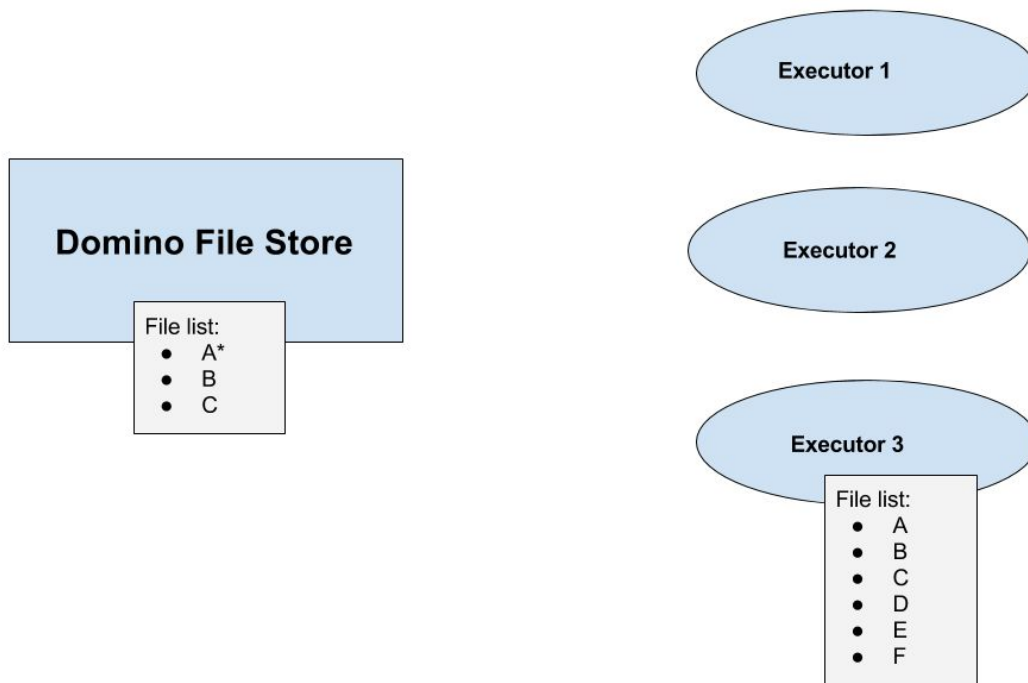 Executor 1
Domino File Store
Executor 2
File list:
● A*
● B
● C
Executor 3
File list:
● A
● B
● C
● D
● E
● F